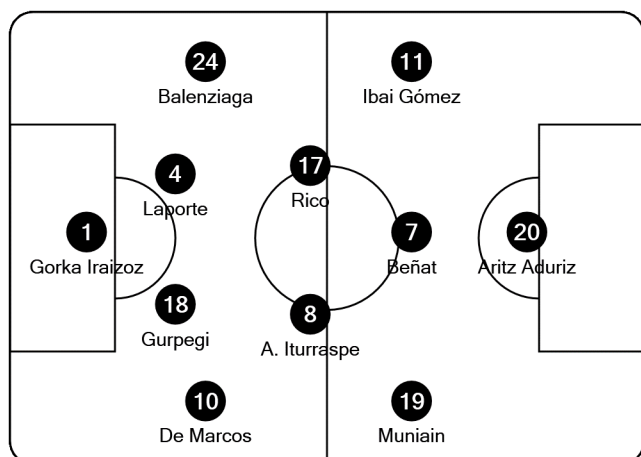 24
Balenziaga
11
Ibai Gómez
4
Laporte
17
Rico
1
Gorka Iraizoz
7
Beñat
20
Aritz Aduriz
18
Gurpegi
8
A. Iturraspe
10
De Marcos
19
Muniain